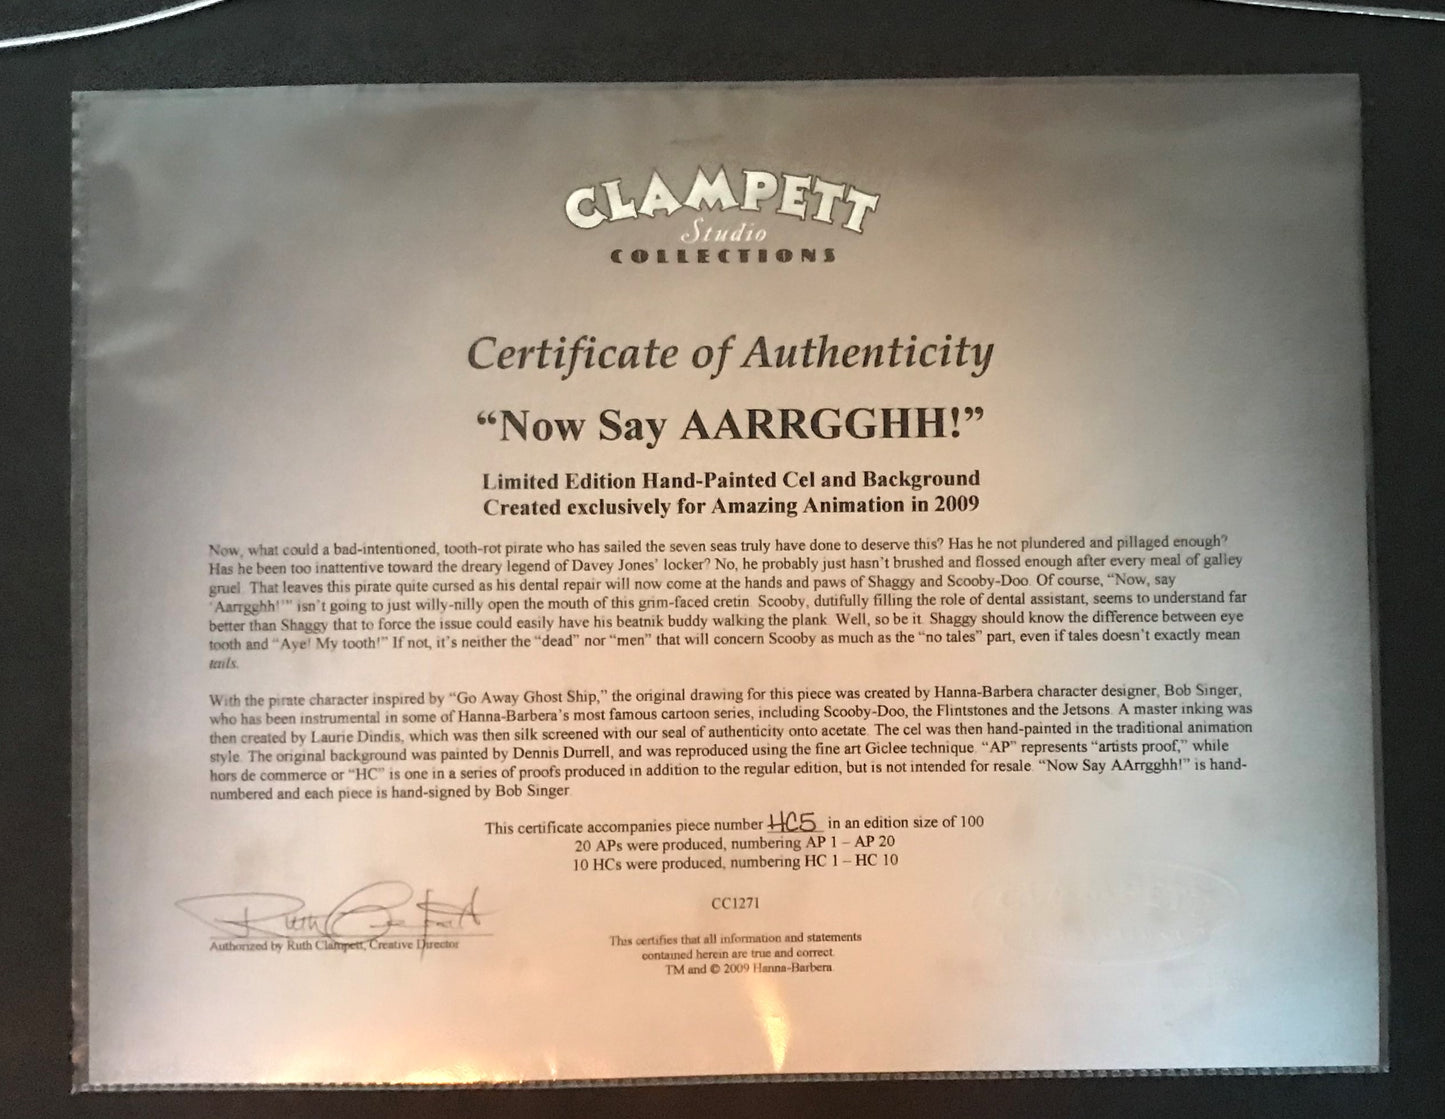 CLAMPETT
Studio
COLLECTIONS
Certificate of Authenticity
“Now Say AARRGGHH!”
Limited Edition Hand-Painted Cel and Background
Created exclusively for Amazing Animation in 2009
Now, what could a bad-intentioned, tooth-rot pirate who has sailed the seven seas truly have done to deserve this? Has he not plundered and pillaged enough?
Has he been too inattentive toward the dreary legend of Davey Jones’ locker? No, he probably just hasn’t brushed and flossed enough after every meal of galley
gruel. That leaves this pirate quite cursed as his dental repair will now come at the hands and paws of Shaggy and Scooby-Doo. Of course, “Now, say
‘Aarrgghh!’” isn’t going to just willy-nilly open the mouth of this grim-faced cretin. Scooby, dutifully filling the role of dental assistant, seems to understand far
better than Shaggy that to force the issue could easily have his beatnik buddy walking the plank. Well, so be it. Shaggy should know the difference between eye
tooth and “Aye! My tooth!” If not, it’s neither the “dead” nor “men” that will concern Scooby as much as the “no tales” part, even if tales doesn’t exactly mean
tails.
With the pirate character inspired by “Go Away Ghost Ship,” the original drawing for this piece was created by Hanna-Barbera character designer, Bob Singer,
who has been instrumental in some of Hanna-Barbera’s most famous cartoon series, including Scooby-Doo, the Flintstones and the Jetsons. A master inking was
then created by Laurie Dindis, which was then silk screened with our seal of authenticity onto acetate. The cel was then hand-painted in the traditional animation
style. The original background was painted by Dennis Durrell, and was reproduced using the fine art Giclee technique. “AP” represents “artists proof,” while
hors de commerce or “HC” is one in a series of proofs produced in addition to the regular edition, but is not intended for resale. “Now Say AArrgghh!” is hand-
numbered and each piece is hand-signed by Bob Singer.
This certificate accompanies piece number HC5 in an edition size of 100
20 APs were produced, numbering AP 1 – AP 20
10 HCs were produced, numbering HC 1 – HC 10
CC1271
Ruth Clampett
Authorized by Ruth Clampett, Creative Director
This certifies that all information and statements
contained herein are true and correct.
TM and © 2009 Hanna-Barbera.